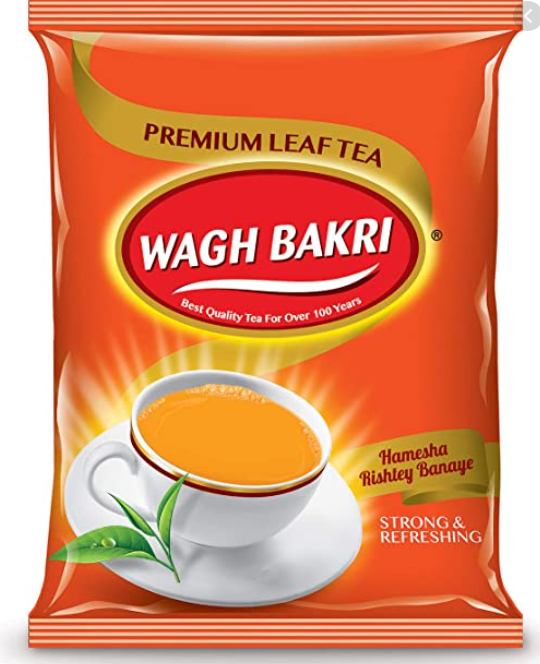 PREMIUM LEAF TEA
WAGH BAKRI
®
Best Quality Tea For Over 100 Years
Hamesha
Rishtey Banaye
STRONG &
REFRESHING